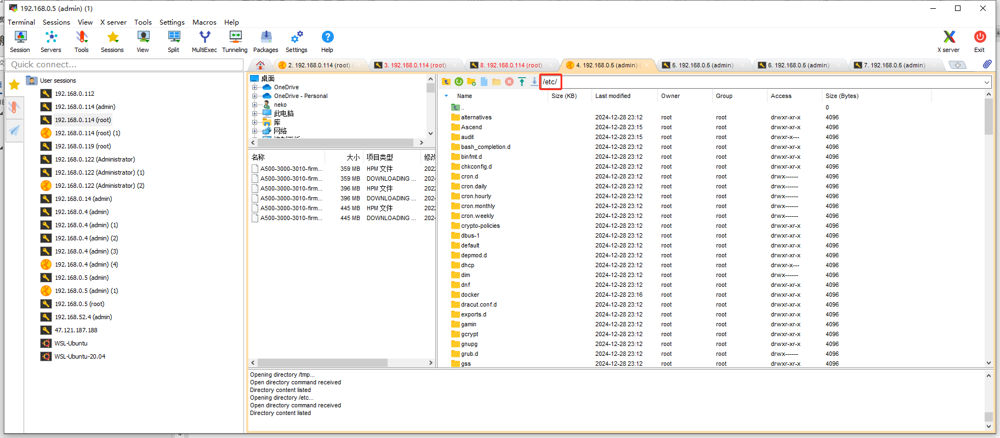 192.168.0.5 (admin) (1)
Terminal Sessions View X server Tools Settings Macros Help
Session Servers Tools Sessions View Split MultiExec Tunneling Packages Settings Help X server Exit
Quick connect...
2. 192.168.0.114 (root) 3. 192.168.0.114 (root) 8. 192.168.0.114 (root) 4. 192.168.0.5 (admin) 5. 192.168.0.5 (admin) 6. 192.168.0.5 (admin) 7. 192.168.0.5 (admin)
User sessions
192.168.0.112
192.168.0.114 (admin)
192.168.0.114 (root)
192.168.0.114 (root) (1)
192.168.0.119 (root)
192.168.0.122 (Administrator)
192.168.0.122 (Administrator) (1)
192.168.0.122 (Administrator) (2)
192.168.0.14 (admin)
192.168.0.4 (admin)
192.168.0.4 (admin) (1)
192.168.0.4 (admin) (2)
192.168.0.4 (admin) (3)
192.168.0.4 (admin) (4)
192.168.0.5 (admin)
192.168.0.5 (admin) (1)
192.168.0.5 (root)
192.168.52.4 (admin)
47.121.187.188
WSL-Ubuntu
WSL-Ubuntu-20.04
桌面
OneDrive
OneDrive - Personal
neko
此电脑
库
网络
名称 大小 项目类型 修改
A500-3000-3010-firm... 359 MB HPM 文件 2022
A500-3000-3010-firm... 359 MB DOWNLOADING ... 2024
A500-3000-3010-firm... 396 MB HPM 文件 2022
A500-3000-3010-firm... 396 MB DOWNLOADING ... 2024
A500-3000-3010-firm... 445 MB HPM 文件 2022
A500-3000-3010-firm... 445 MB DOWNLOADING ... 2024
/etc/
Name Size (KB) Last modified Owner Group Access Size (Bytes)
.. 0
alternatives 2024-12-28 23:12 root root drwxr-xr-x 4096
Ascend 2024-12-28 23:15 root root drwxr-xr-x 4096
audit 2024-12-28 23:15 root root drwxr-x--- 4096
bash_completion.d 2024-12-28 23:12 root root drwxr-xr-x 4096
binfmt.d 2024-12-28 23:12 root root drwxr-xr-x 4096
chkconfig.d 2024-12-28 23:12 root root drwxr-xr-x 4096
cron.d 2024-12-28 23:12 root root drwx------ 4096
cron.daily 2024-12-28 23:12 root root drwx------ 4096
cron.hourly 2024-12-28 23:12 root root drwx------ 4096
cron.monthly 2024-12-28 23:12 root root drwx------ 4096
cron.weekly 2024-12-28 23:12 root root drwx------ 4096
crypto-policies 2024-12-28 23:12 root root drwxr-xr-x 4096
dbus-1 2024-12-28 23:12 root root drwxr-xr-x 4096
default 2024-12-28 23:12 root root drwxr-xr-x 4096
depmod.d 2024-12-28 23:12 root root drwxr-xr-x 4096
dhcp 2024-12-28 23:12 root root drwxr-x--- 4096
dim 2024-12-28 23:12 root root drwx------ 4096
dnf 2024-12-28 23:12 root root drwxr-xr-x 4096
docker 2024-12-28 23:16 root root drwxr-xr-x 4096
dracut.conf.d 2024-12-28 23:12 root root drwxr-xr-x 4096
exports.d 2024-12-28 23:12 root root drwxr-xr-x 4096
gamin 2024-12-28 23:12 root root drwxr-xr-x 4096
gcrypt 2024-12-28 23:12 root root drwxr-xr-x 4096
gnupg 2024-12-28 23:12 root root drwxr-xr-x 4096
grub.d 2024-12-28 23:12 root root drwx------ 4096
gss 2024-12-28 23:12 root root drwxr-xr-x 4096
Opening directory /tmp...
Open directory command received
Directory content listed
Opening directory /etc...
Open directory command received
Directory content listed